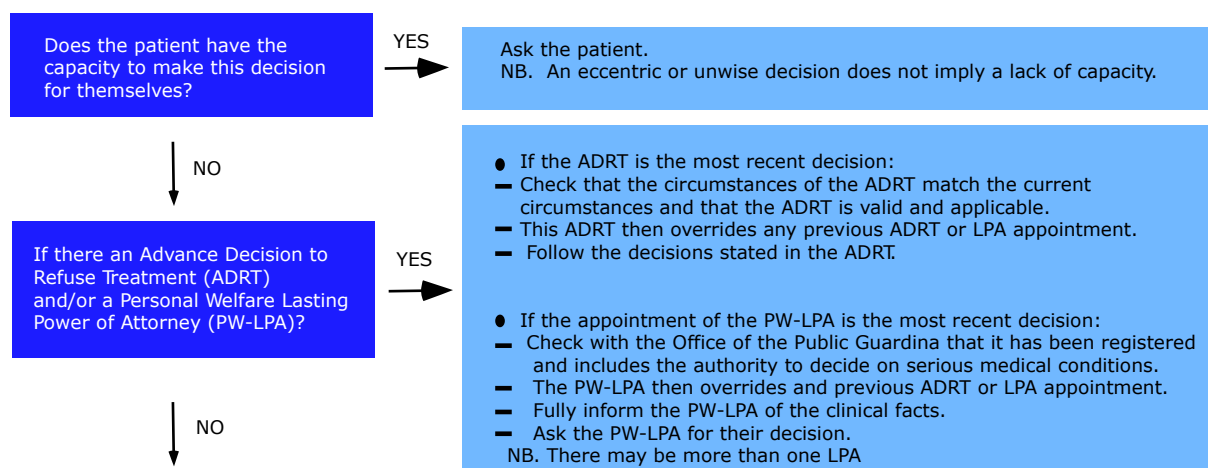 Does the patient have the
capacity to make this decision
for themselves?
YES
Ask the patient.
NB. An eccentric or unwise decision does not imply a lack of capacity.
NO
If there an Advance Decision to
Refuse Treatment (ADRT)
and/or a Personal Welfare Lasting
Power of Attorney (PW-LPA)?
YES
● If the ADRT is the most recent decision:
– Check that the circumstances of the ADRT match the current
circumstances and that the ADRT is valid and applicable.
– This ADRT then overrides any previous ADRT or LPA appointment.
– Follow the decisions stated in the ADRT.
● If the appointment of the PW-LPA is the most recent decision:
– Check with the Office of the Public Guardina that it has been registered
and includes the authority to decide on serious medical conditions.
– The PW-LPA then overrides and previous ADRT or LPA appointment.
– Fully inform the PW-LPA of the clinical facts.
– Ask the PW-LPA for their decision.
NB. There may be more than one LPA
NO